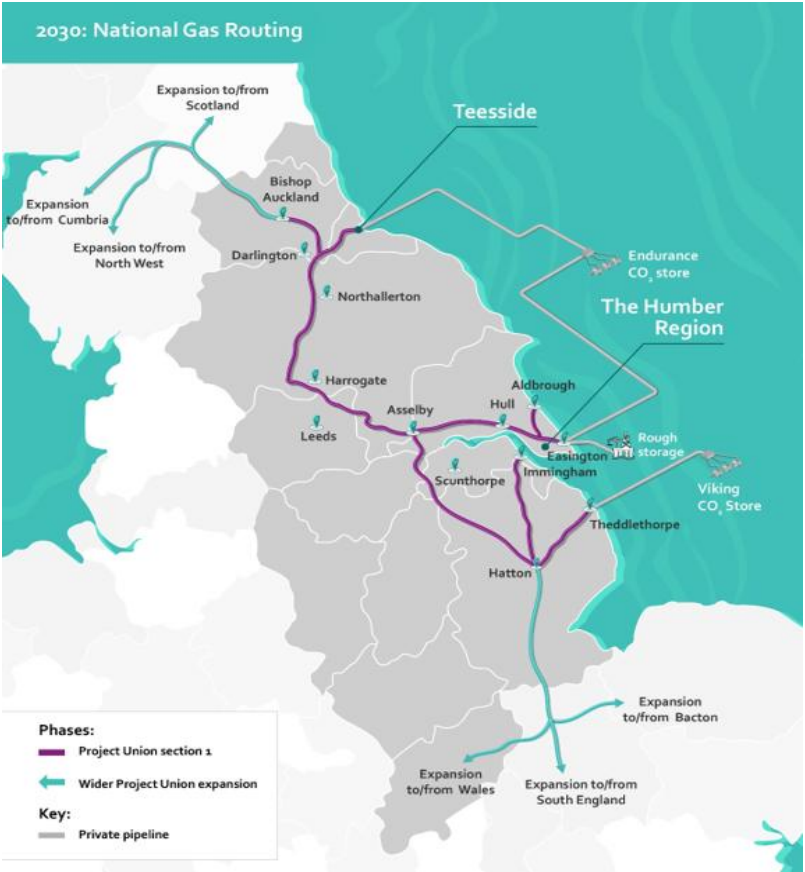 2030: National Gas Routing
Expansion to/from
Scotland
Teesside
Bishop
Auckland
Expansion
to/from Cumbria
Expansion to/from
North West
Darlington
Endurance
CO₂ store
Northallerton
The Humber
Region
Harrogate
Aldbrough
Asselby
Hull
Leeds
Easington
Rough
storage
Immingham
Scunthorpe
Viking
CO₂ Store
Theddlethorpe
Hatton
Expansion
to/from Bacton
Expansion
to/from Wales
Expansion to/from
South England
Phases:
Project Union section 1
Wider Project Union expansion
Key:
Private pipeline